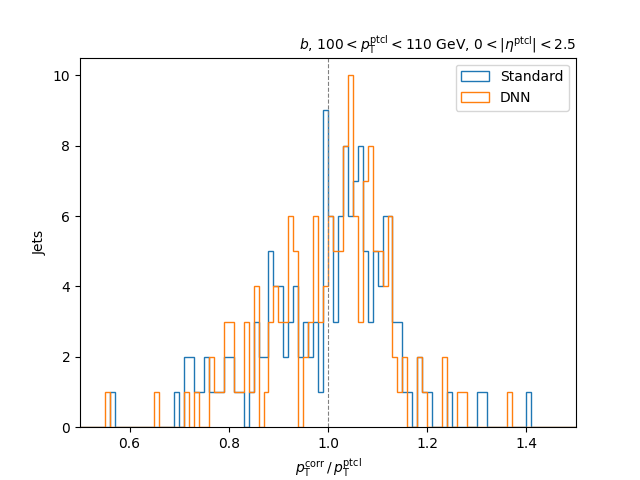 b, 100 < p_T^ptcl < 110 GeV, 0 < |η^ptcl| < 2.5
Standard
DNN
10
8
6
4
2
0
Jets
0.6 0.8 1.0 1.2 1.4
p_T^corr / p_T^ptcl